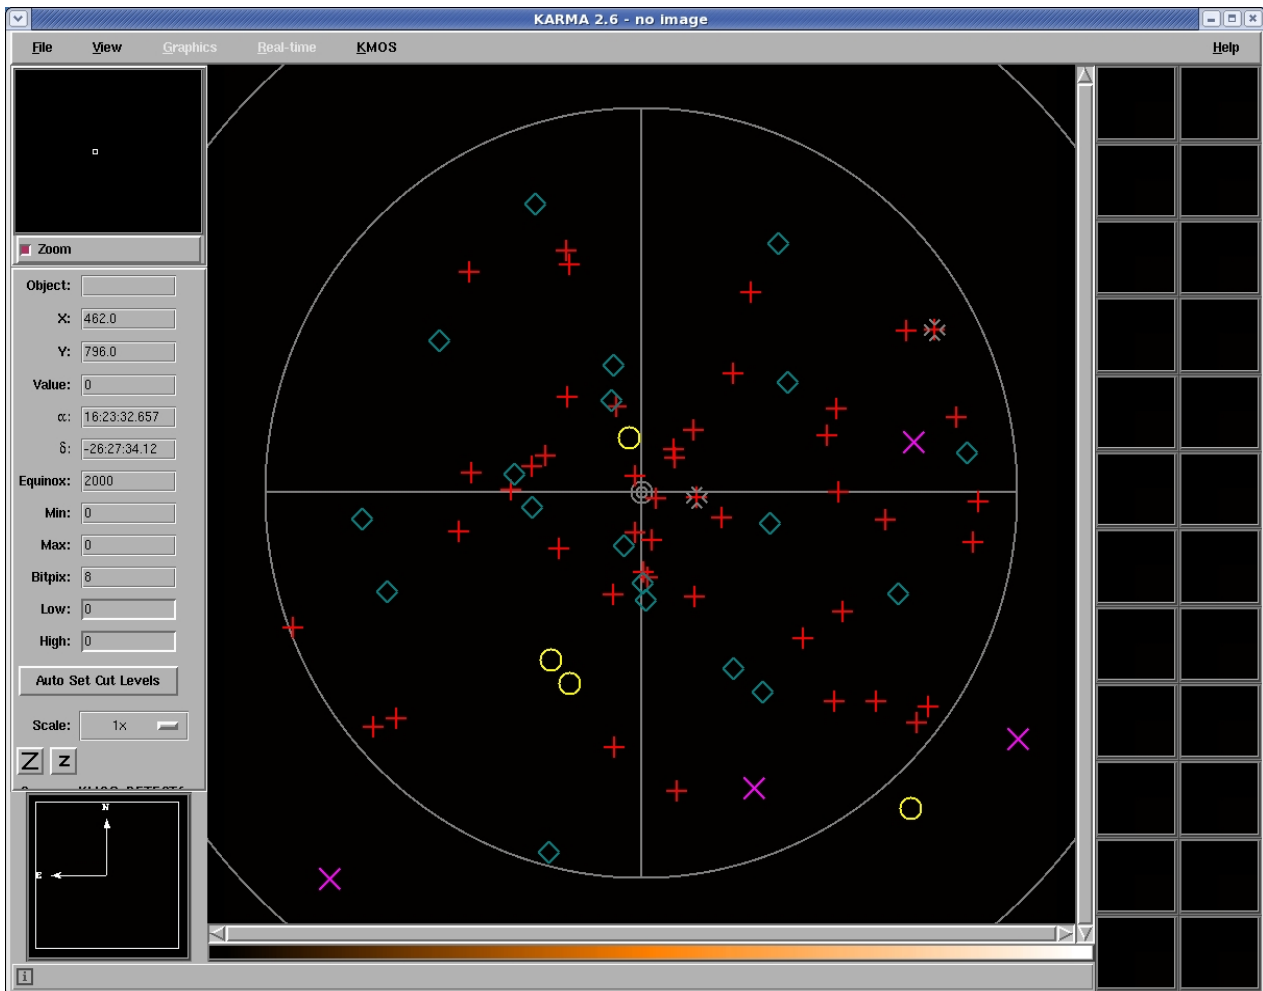 KARMA 2.6 - no image
File View Graphics Real-time KMOS Help
Zoom
Object:
X: 462.0
Y: 796.0
Value: 0
α: 16:23:32.657
δ: -26:27:34.12
Equinox: 2000
Min: 0
Max: 0
Bitpix: 8
Low: 0
High: 0
Auto Set Cut Levels
Scale: 1x
Z z
N
E
i